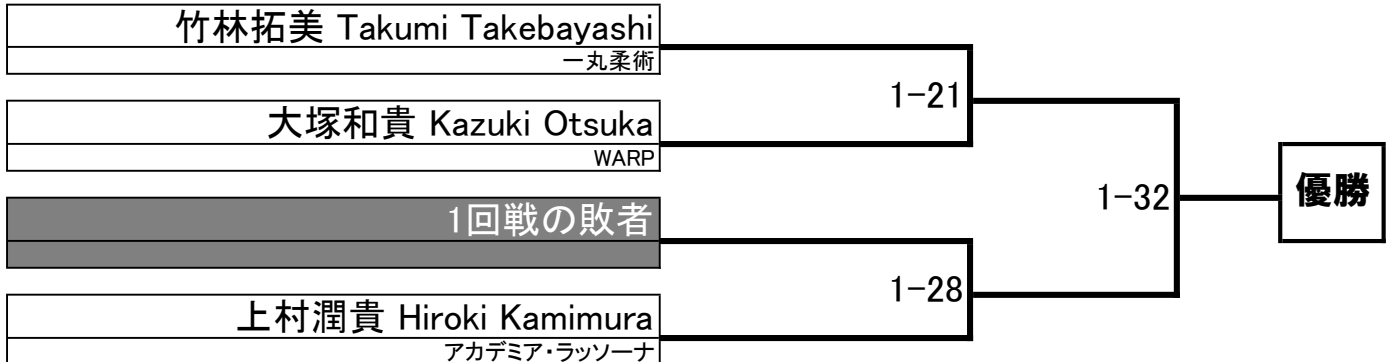 竹林拓美 Takumi Takebayashi
一丸柔術
1-21
大塚和貴 Kazuki Otsuka
WARP
1-32
優勝
1回戦の敗者
1-28
上村潤貴 Hiroki Kamimura
アカデミア・ラッソーナ